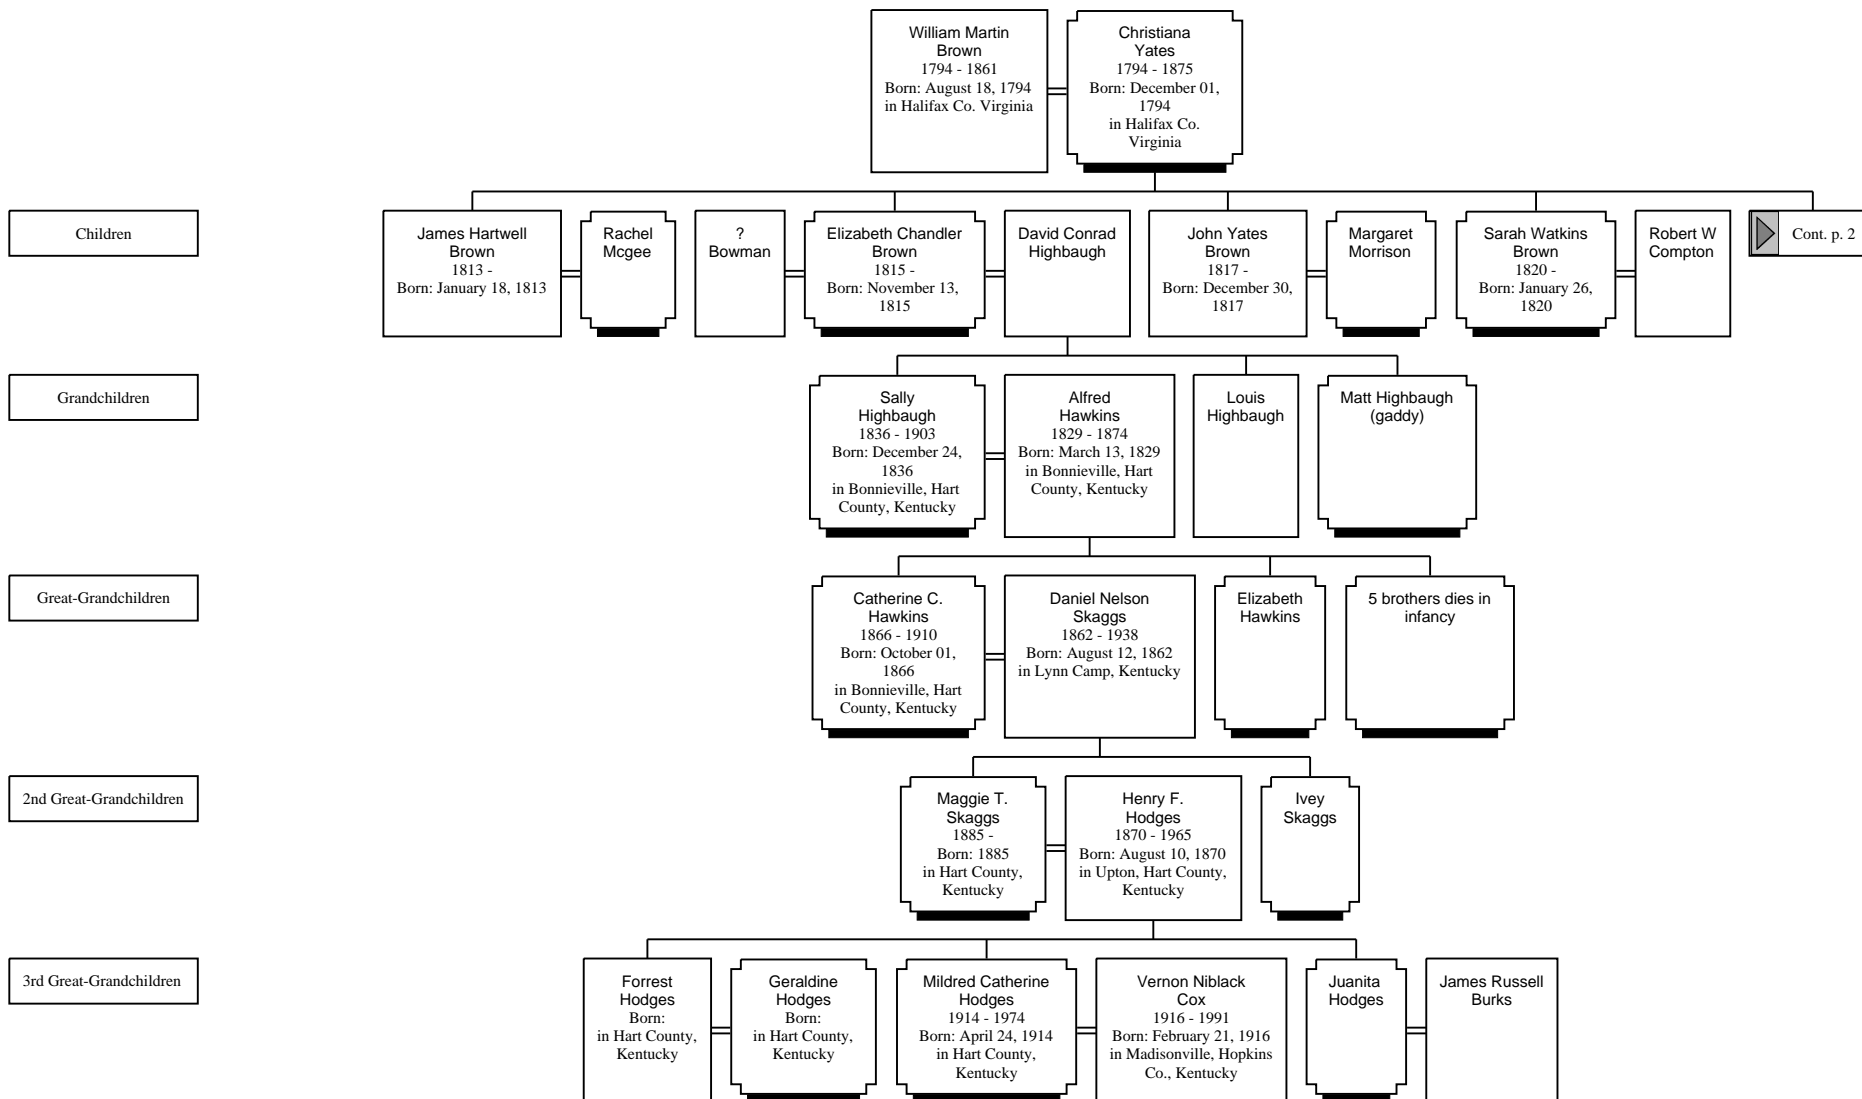 William Martin
Brown
1794 - 1861
Born: August 18, 1794
in Halifax Co. Virginia
Christiana
Yates
1794 - 1875
Born: December 01,
1794
in Halifax Co.
Virginia
Children
James Hartwell
Brown
1813 -
Born: January 18, 1813
Rachel
Mcgee
?
Bowman
Elizabeth Chandler
Brown
1815 -
Born: November 13,
1815
David Conrad
Highbaugh
John Yates
Brown
1817 -
Born: December 30,
1817
Margaret
Morrison
Sarah Watkins
Brown
1820 -
Born: January 26,
1820
Robert W
Compton
Cont. p. 2
Grandchildren
Sally
Highbaugh
1836 - 1903
Born: December 24,
1836
in Bonnieville, Hart
County, Kentucky
Alfred
Hawkins
1829 - 1874
Born: March 13, 1829
in Bonnieville, Hart
County, Kentucky
Louis
Highbaugh
Matt Highbaugh
(gaddy)
Great-Grandchildren
Catherine C.
Hawkins
1866 - 1910
Born: October 01,
1866
in Bonnieville, Hart
County, Kentucky
Daniel Nelson
Skaggs
1862 - 1938
Born: August 12, 1862
in Lynn Camp, Kentucky
Elizabeth
Hawkins
5 brothers dies in
infancy
2nd Great-Grandchildren
Maggie T.
Skaggs
1885 -
Born: 1885
in Hart County,
Kentucky
Henry F.
Hodges
1870 - 1965
Born: August 10, 1870
in Upton, Hart County,
Kentucky
Ivey
Skaggs
3rd Great-Grandchildren
Forrest
Hodges
Born:
in Hart County,
Kentucky
Geraldine
Hodges
Born:
in Hart County,
Kentucky
Mildred Catherine
Hodges
1914 - 1974
Born: April 24, 1914
in Hart County,
Kentucky
Vernon Niblack
Cox
1916 - 1991
Born: February 21, 1916
in Madisonville, Hopkins
Co., Kentucky
Juanita
Hodges
James Russell
Burks